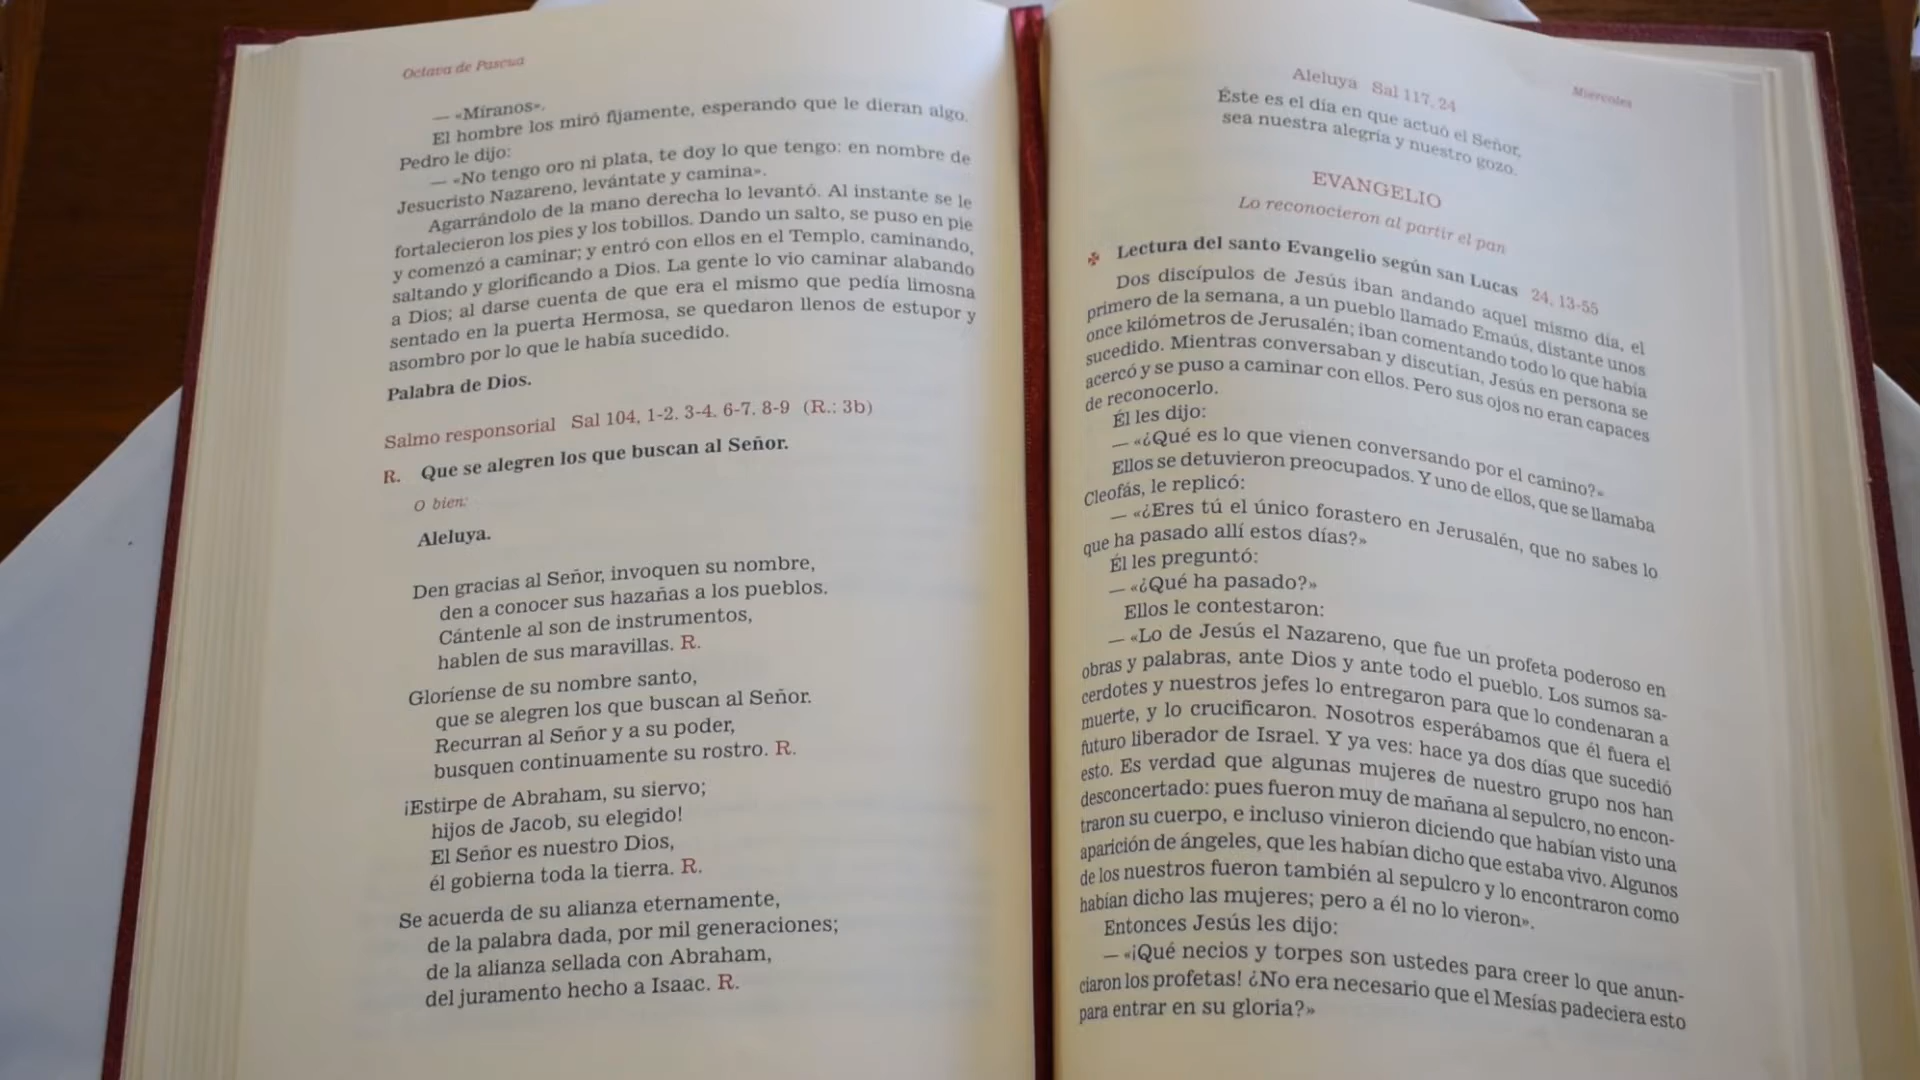 Octava de Pascua
— «Míranos».
El hombre los miró fijamente, esperando que le dieran algo.
Pedro le dijo:
— «No tengo oro ni plata, te doy lo que tengo: en nombre de
Jesucristo Nazareno, levántate y camina».
Agarrándolo de la mano derecha lo levantó. Al instante se le
fortalecieron los pies y los tobillos. Dando un salto, se puso en pie
y comenzó a caminar; y entró con ellos en el Templo, caminando,
saltando y glorificando a Dios. La gente lo vio caminar alabando
a Dios; al darse cuenta de que era el mismo que pedía limosna
sentado en la puerta Hermosa, se quedaron llenos de estupor y
asombro por lo que le había sucedido.
Palabra de Dios.
Salmo responsorial Sal 104, 1-2. 3-4. 6-7. 8-9 (R.: 3b)
R. Que se alegren los que buscan al Señor.
O bien:
Aleluya.
Den gracias al Señor, invoquen su nombre,
den a conocer sus hazañas a los pueblos.
Cántenle al son de instrumentos,
hablen de sus maravillas. R.
Gloríense de su nombre santo,
que se alegren los que buscan al Señor.
Recurran al Señor y a su poder,
busquen continuamente su rostro. R.
¡Estirpe de Abraham, su siervo;
hijos de Jacob, su elegido!
El Señor es nuestro Dios,
él gobierna toda la tierra. R.
Se acuerda de su alianza eternamente,
de la palabra dada, por mil generaciones;
de la alianza sellada con Abraham,
del juramento hecho a Isaac. R.
Miércoles
Aleluya Sal 117, 24
Éste es el día en que actuó el Señor,
sea nuestra alegría y nuestro gozo.
EVANGELIO
Lo reconocieron al partir el pan
✠ Lectura del santo Evangelio según san Lucas 24, 13-55
Dos discípulos de Jesús iban andando aquel mismo día, el
primero de la semana, a un pueblo llamado Emaús, distante unos
once kilómetros de Jerusalén; iban comentando todo lo que había
sucedido. Mientras conversaban y discutían, Jesús en persona se
acercó y se puso a caminar con ellos. Pero sus ojos no eran capaces
de reconocerlo.
Él les dijo:
— «¿Qué es lo que vienen conversando por el camino?»
Ellos se detuvieron preocupados. Y uno de ellos, que se llamaba
Cleofás, le replicó:
— «¿Eres tú el único forastero en Jerusalén, que no sabes lo
que ha pasado allí estos días?»
Él les preguntó:
— «¿Qué ha pasado?»
Ellos le contestaron:
— «Lo de Jesús el Nazareno, que fue un profeta poderoso en
obras y palabras, ante Dios y ante todo el pueblo. Los sumos sa-
cerdotes y nuestros jefes lo entregaron para que lo condenaran a
muerte, y lo crucificaron. Nosotros esperábamos que él fuera el
futuro liberador de Israel. Y ya ves: hace ya dos días que sucedió
esto. Es verdad que algunas mujeres de nuestro grupo nos han
desconcertado: pues fueron muy de mañana al sepulcro, no encon-
traron su cuerpo, e incluso vinieron diciendo que habían visto una
aparición de ángeles, que les habían dicho que estaba vivo. Algunos
de los nuestros fueron también al sepulcro y lo encontraron como
habían dicho las mujeres; pero a él no lo vieron».
Entonces Jesús les dijo:
— «¡Qué necios y torpes son ustedes para creer lo que anun-
ciaron los profetas! ¿No era necesario que el Mesías padeciera esto
para entrar en su gloria?»